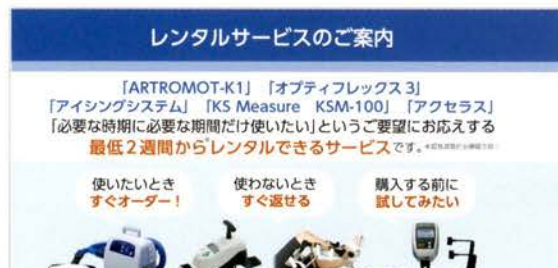 レンタルサービスのご案内
「ARTROMOT-K1」「オプティフレックス3」
「アイシングシステム」「KS Measure KSM-100」「アクセラス」
「必要な時期に必要な期間だけ使いたい」というご要望にお応えする
最低2週間からレンタルできるサービスです。
使いたいとき
すぐオーダー!
使わないとき
すぐ返せる
購入する前に
試してみたい